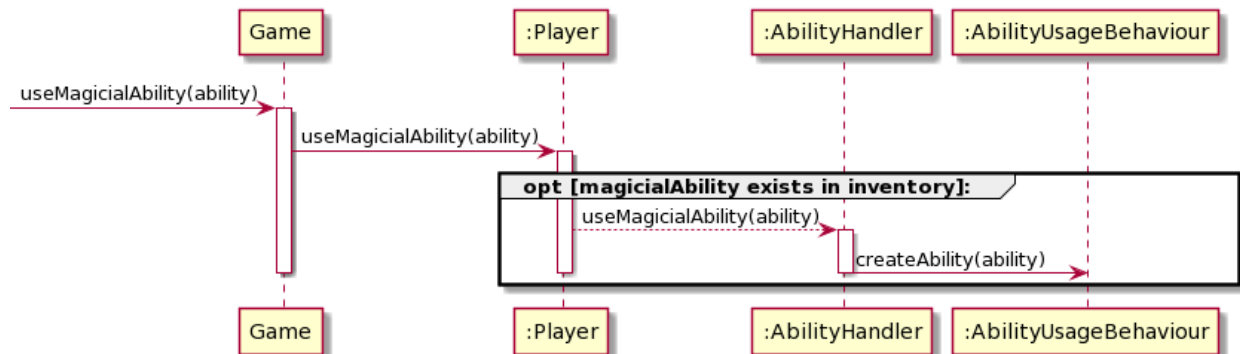 Game
:Player
:AbilityHandler
:AbilityUsageBehaviour
useMagicialAbility(ability)
useMagicialAbility(ability)
opt [magicialAbility exists in inventory]:
useMagicialAbility(ability)
createAbility(ability)
Game
:Player
:AbilityHandler
:AbilityUsageBehaviour